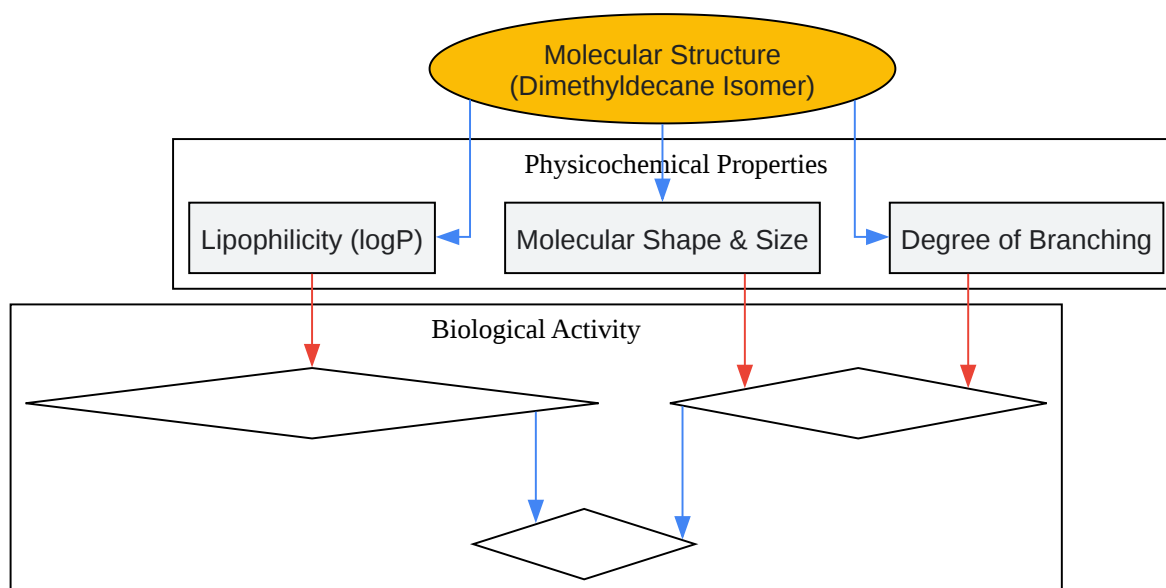 Molecular Structure
(Dimethyldecane Isomer)
Physicochemical Properties
Lipophilicity (logP)
Molecular Shape & Size
Degree of Branching
Biological Activity